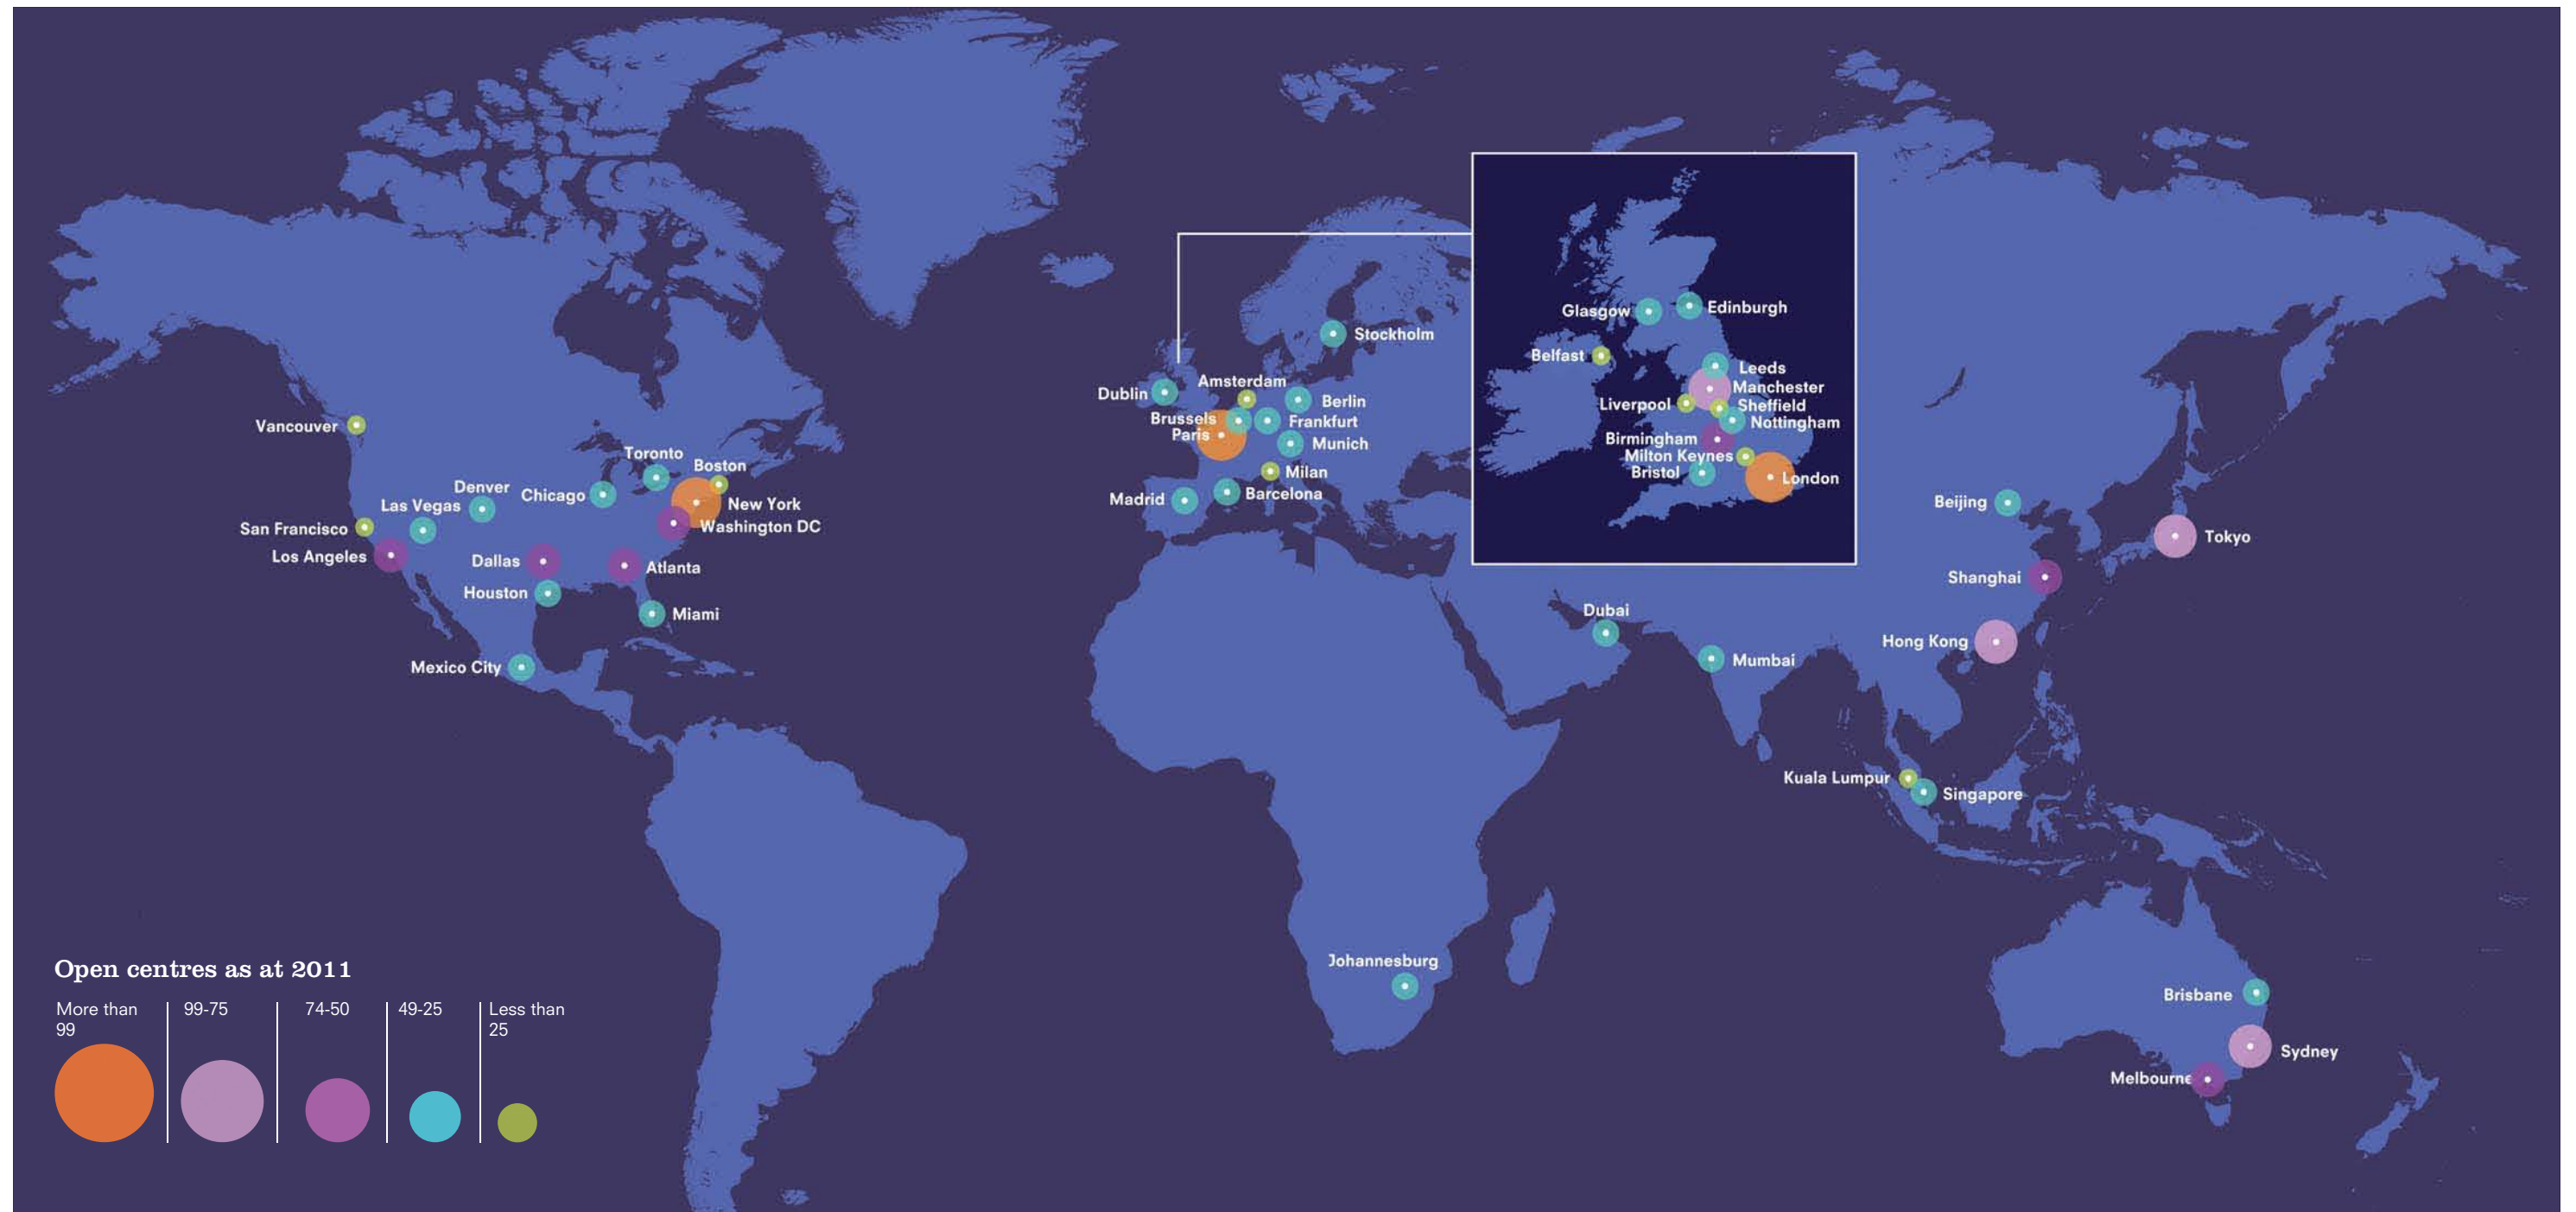 Glasgow
Edinburgh
Belfast
Leeds
Manchester
Liverpool
Sheffield
Nottingham
Birmingham
Milton Keynes
Bristol
London
Stockholm
Dublin
Amsterdam
Berlin
Brussels
Frankfurt
Paris
Munich
Milan
Madrid
Barcelona
Vancouver
Toronto
Boston
Denver
Chicago
Las Vegas
New York
San Francisco
Washington DC
Los Angeles
Dallas
Atlanta
Houston
Miami
Mexico City
Beijing
Tokyo
Shanghai
Dubai
Hong Kong
Mumbai
Kuala Lumpur
Singapore
Johannesburg
Brisbane
Sydney
Melbourne
Open centres as at 2011
More than
99
99-75
74-50
49-25
Less than
25